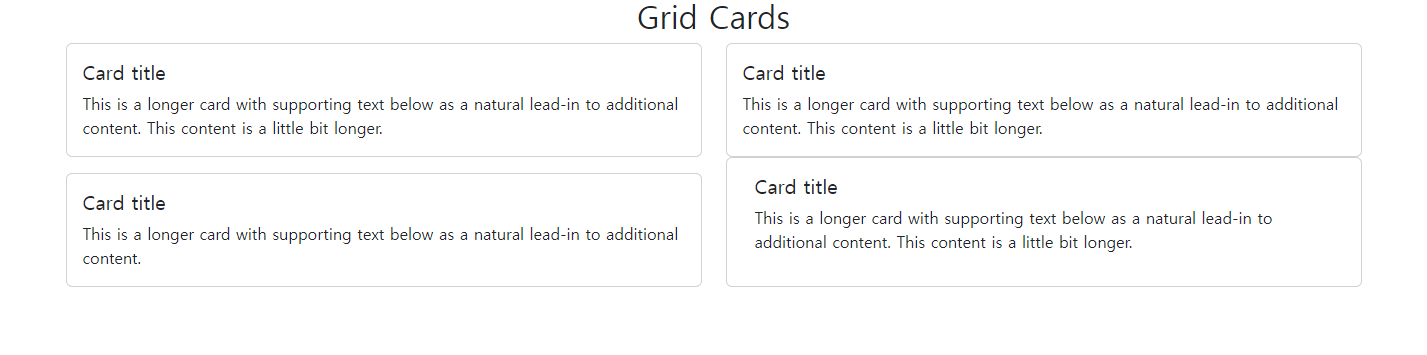 Grid Cards
Card title
This is a longer card with supporting text below as a natural lead-in to additional
content. This content is a little bit longer.
Card title
This is a longer card with supporting text below as a natural lead-in to additional
content. This content is a little bit longer.
Card title
This is a longer card with supporting text below as a natural lead-in to additional
content.
Card title
This is a longer card with supporting text below as a natural lead-in to
additional content. This content is a little bit longer.